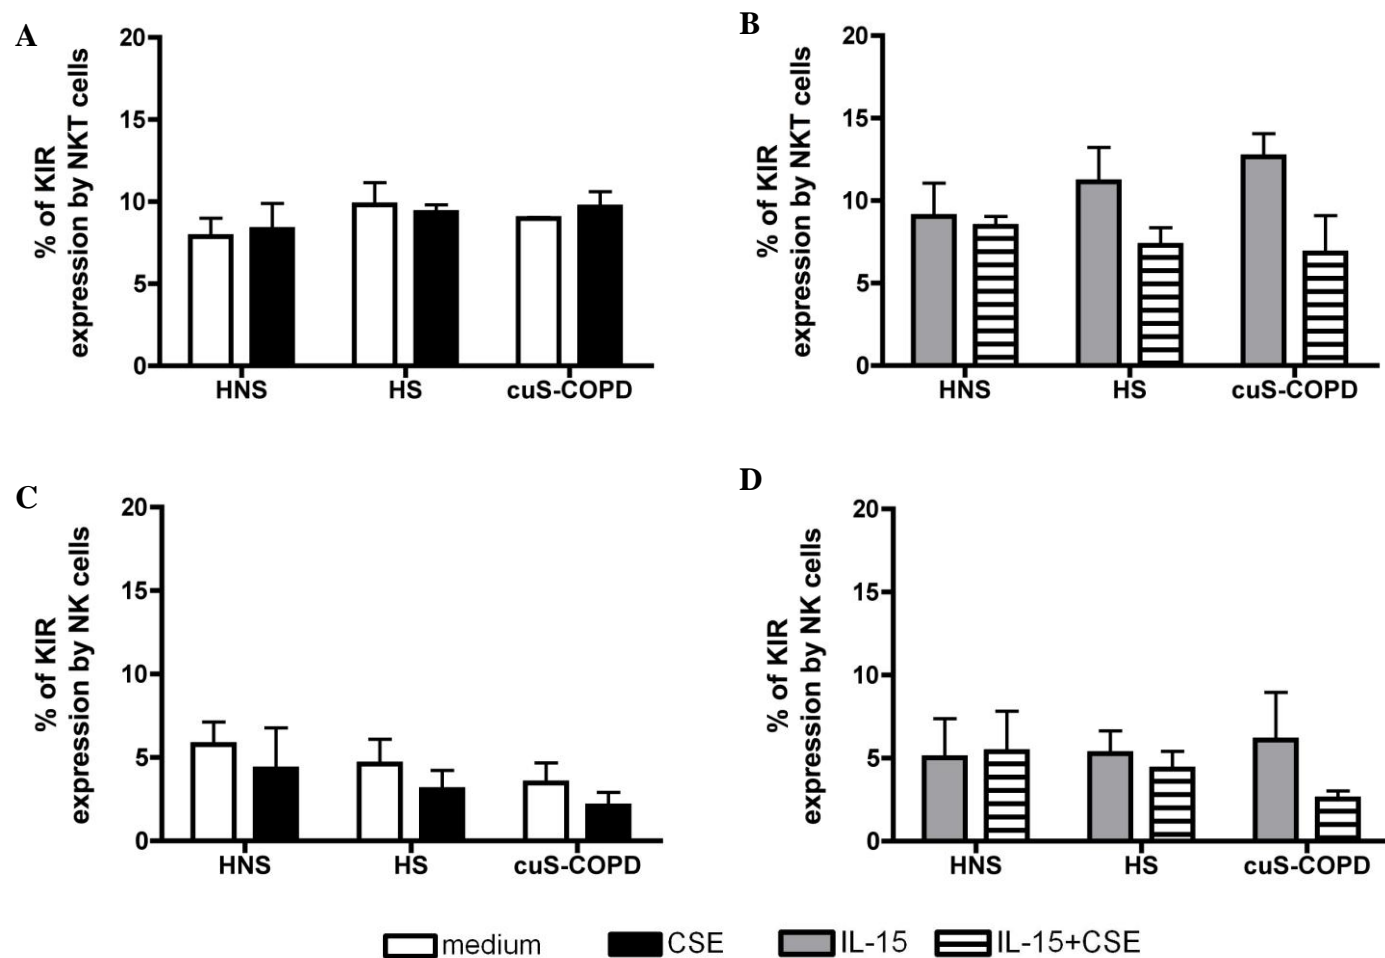 A
% of KIR
expression by NKT cells
20
15
10
5
0
HNS HS cuS-COPD
B
% of KIR
expression by NKT cells
20
15
10
5
0
HNS HS cuS-COPD
C
% of KIR
expression by NK cells
20
15
10
5
0
HNS HS cuS-COPD
D
% of KIR
expression by NK cells
20
15
10
5
0
HNS HS cuS-COPD
medium CSE IL-15 IL-15+CSE